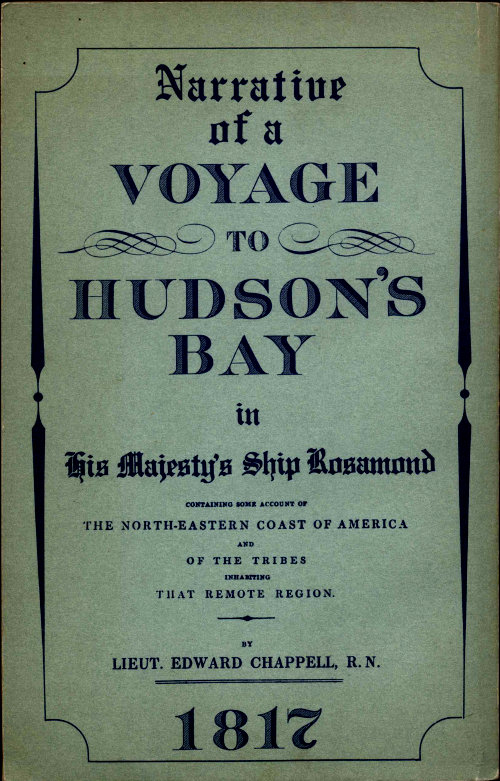 Narrative
of a
VOYAGE
TO
HUDSON'S
BAY
in
His Majesty's Ship Rosamond
CONTAINING SOME ACCOUNT OF
THE NORTH-EASTERN COAST OF AMERICA
AND
OF THE TRIBES
INHABITING
THAT REMOTE REGION.
BY
LIEUT. EDWARD CHAPPELL, R. N.
1817